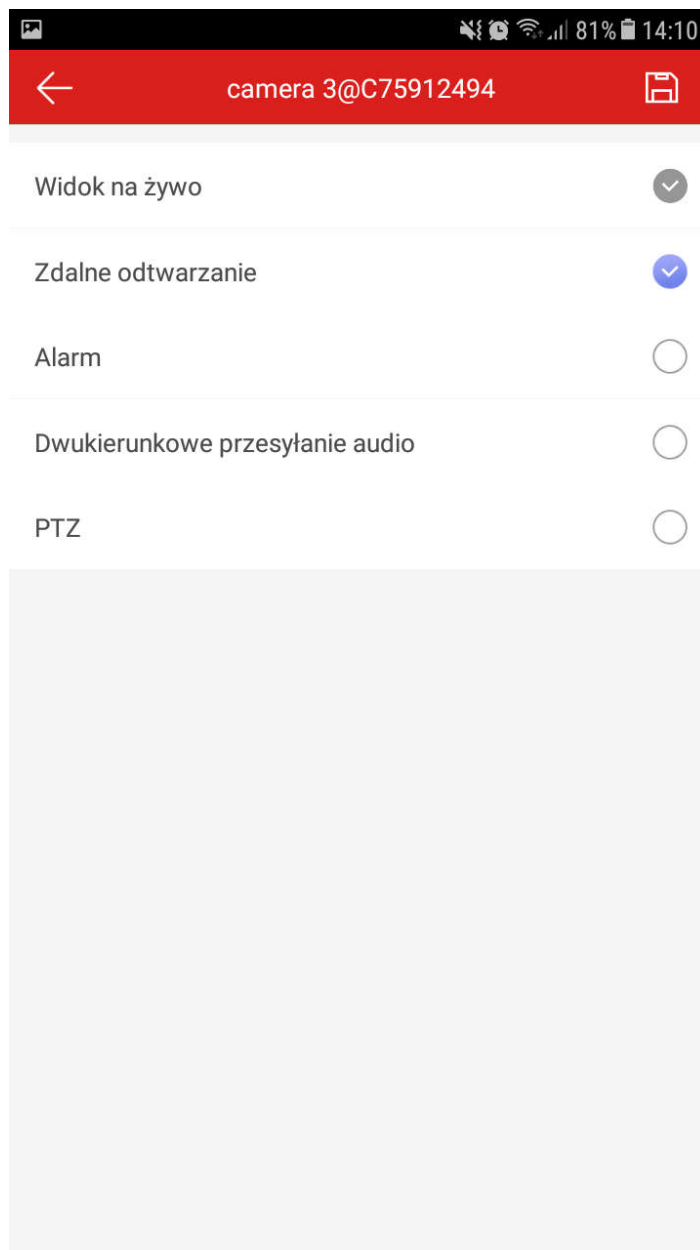 81% 14:10
camera 3@C75912494
Widok na żywo
Zdalne odtwarzanie
Alarm
Dwukierunkowe przesyłanie audio
PTZ